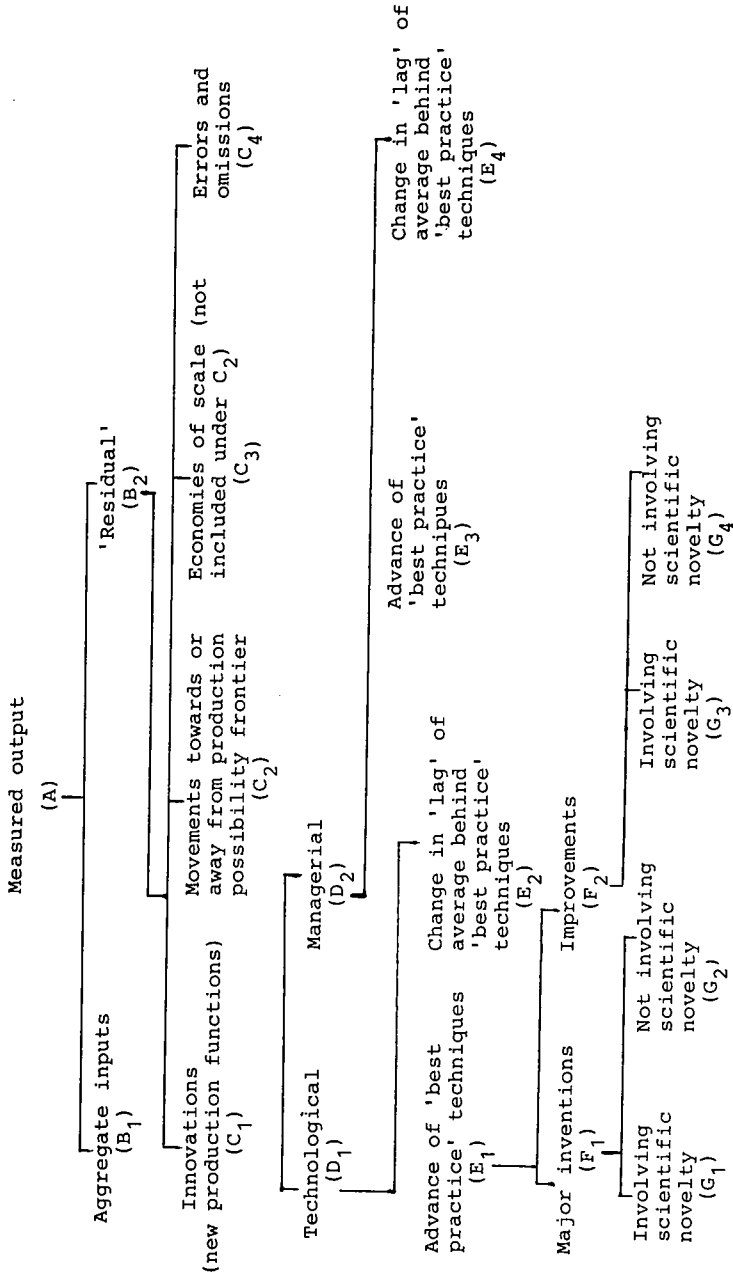 Measured output
(A)
Aggregate inputs
(B1)
'Residual'
(B2)
Innovations
(new production functions)
(C1)
Movements towards or
away from production
possibility frontier
(C2)
Economies of scale (not
included under C2)
(C3)
Errors and
omissions
(C4)
Technological
(D1)
Managerial
(D2)
Advance of 'best
practice' techniques
(E1)
Change in 'lag' of
average behind
'best practice'
techniques
(E2)
Advance of
'best practice'
technipues
(E3)
Change in 'lag' of
average behind
'best practice'
techniques
(E4)
Major inventions
(F1)
Improvements
(F2)
Involving
scientific
novelty
(G1)
Not involving
scientific
novelty
(G2)
Involving
scientific
novelty
(G3)
Not involving
scientific
novelty
(G4)